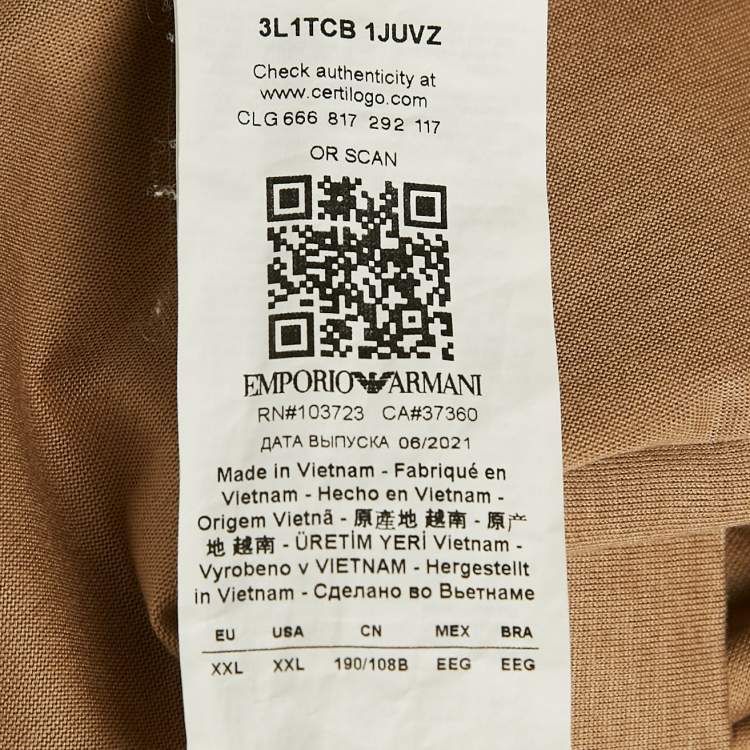 3L1TCB 1JUVZ
Check authenticity at
www.certilogo.com
CLG 666 817 292 117
OR SCAN
EMPORIO ARMANI
RN#103723 CA#37360
ДАТА ВЫПУСКА 06/2021
Made in Vietnam - Fabriqué en
Vietnam - Hecho en Vietnam -
Origem Vietnã - 原產地 越南 - 原产
地 越南 - ÜRETİM YERİ Vietnam -
Vyrobeno v VIETNAM - Hergestellt
in Vietnam - Сделано во Вьетнаме
EU USA CN MEX BRA
XXL XXL 190/108B EEG EEG